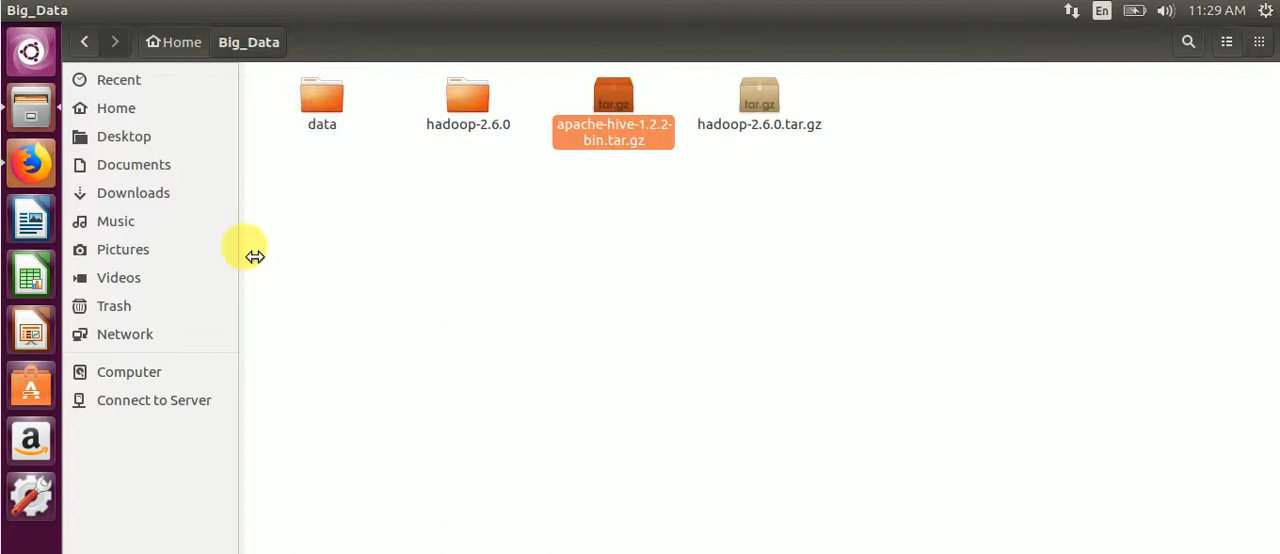 Big_Data
En
11:29 AM
Home
Big_Data
Recent
Home
Desktop
Documents
Downloads
Music
Pictures
Videos
Trash
Network
Computer
Connect to Server
data
hadoop-2.6.0
tar.gz
apache-hive-1.2.2-
bin.tar.gz
tar.gz
hadoop-2.6.0.tar.gz
A
a